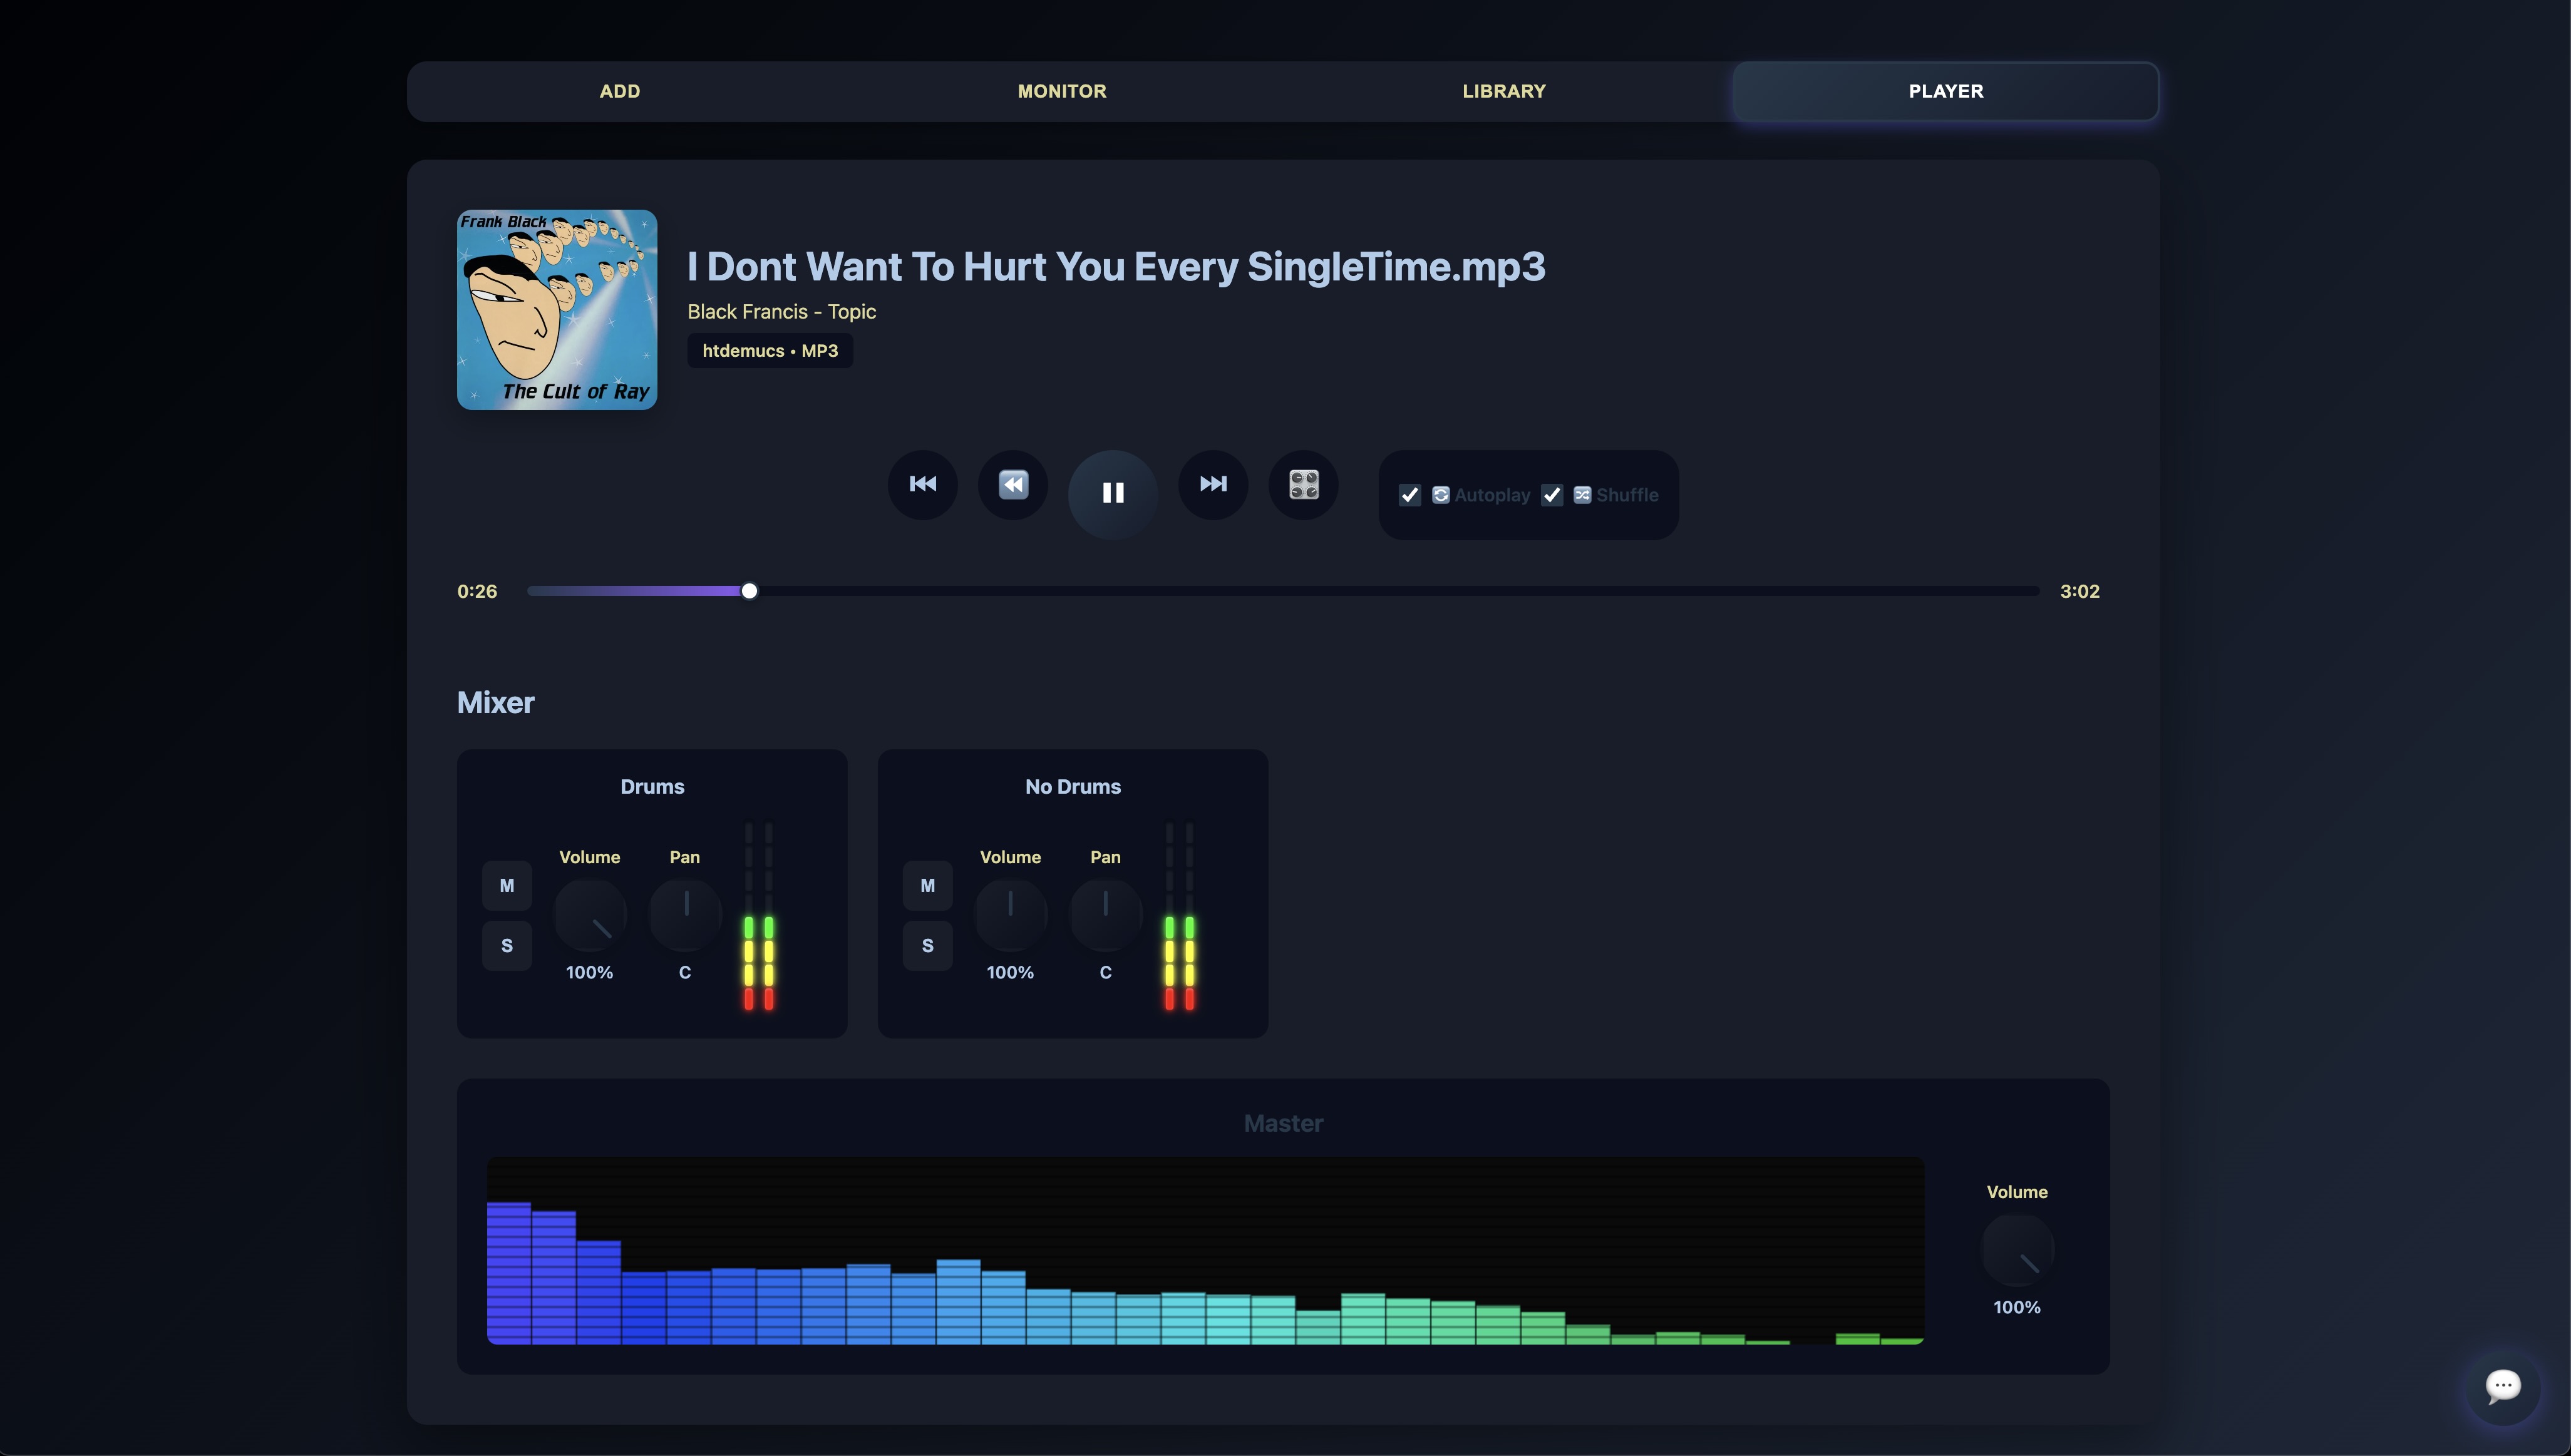 ADD MONITOR LIBRARY PLAYER
Frank Black
The Cult of Ray
I Dont Want To Hurt You Every SingleTime.mp3
Black Francis - Topic
htdemucs • MP3
Autoplay Shuffle
0:26 3:02
Mixer
Drums
Volume Pan
M
S
100% C
No Drums
Volume Pan
M
S
100% C
Master
Volume
100%